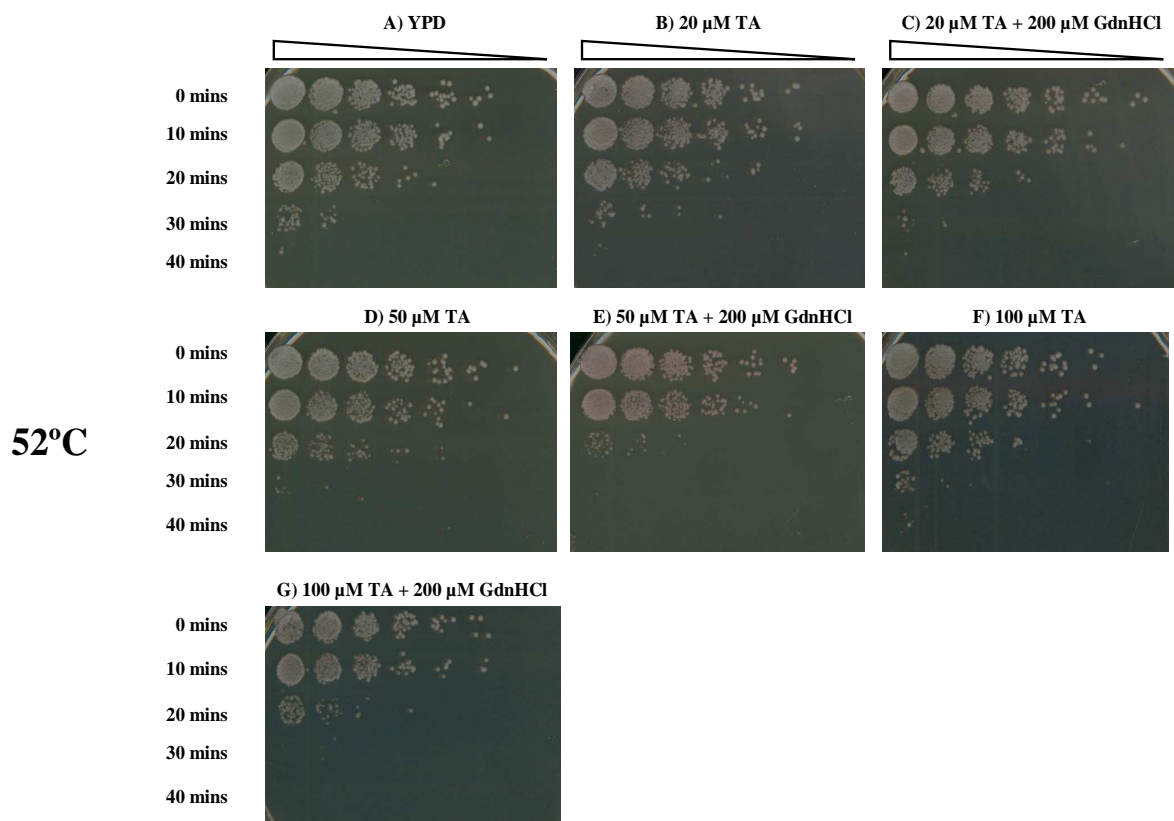 A) YPD
B) 20 µM TA
C) 20 µM TA + 200 µM GdnHCl
0 mins
10 mins
20 mins
30 mins
40 mins
D) 50 µM TA
E) 50 µM TA + 200 µM GdnHCl
F) 100 µM TA
0 mins
10 mins
52ºC
20 mins
30 mins
40 mins
G) 100 µM TA + 200 µM GdnHCl
0 mins
10 mins
20 mins
30 mins
40 mins